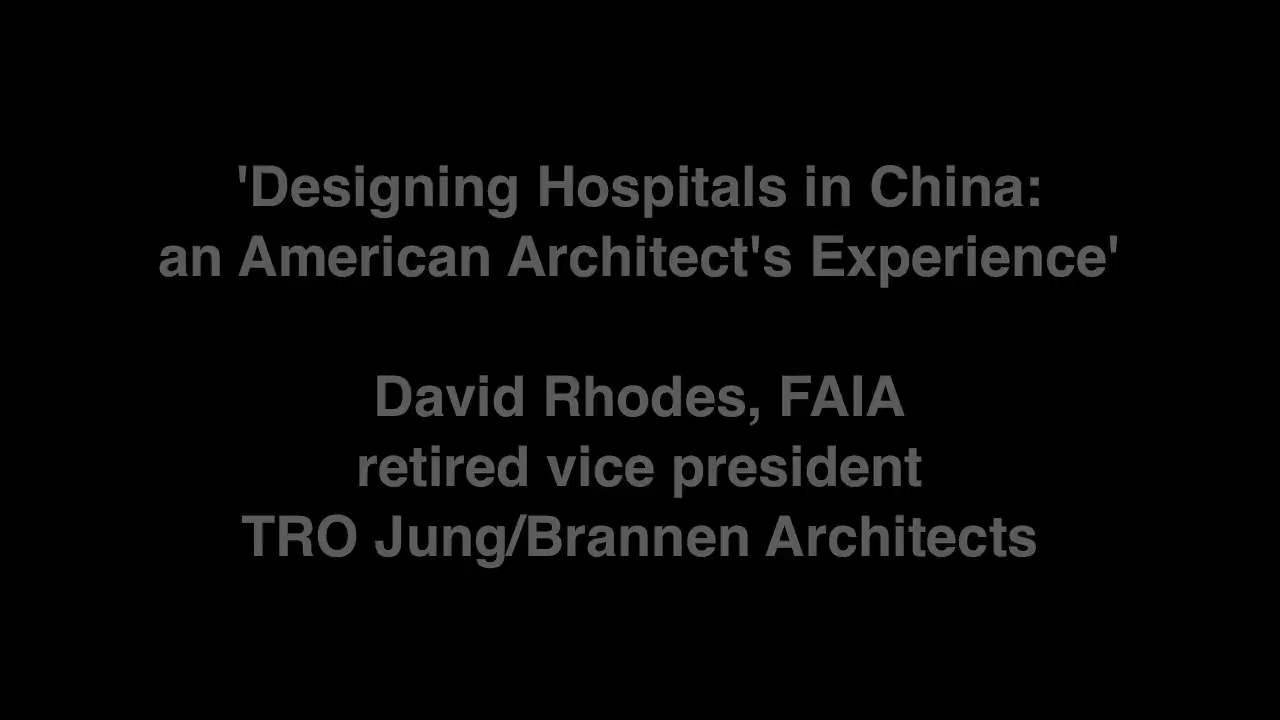 'Designing Hospitals in China:
an American Architect's Experience'
David Rhodes, FAIA
retired vice president
TRO Jung/Brannen Architects